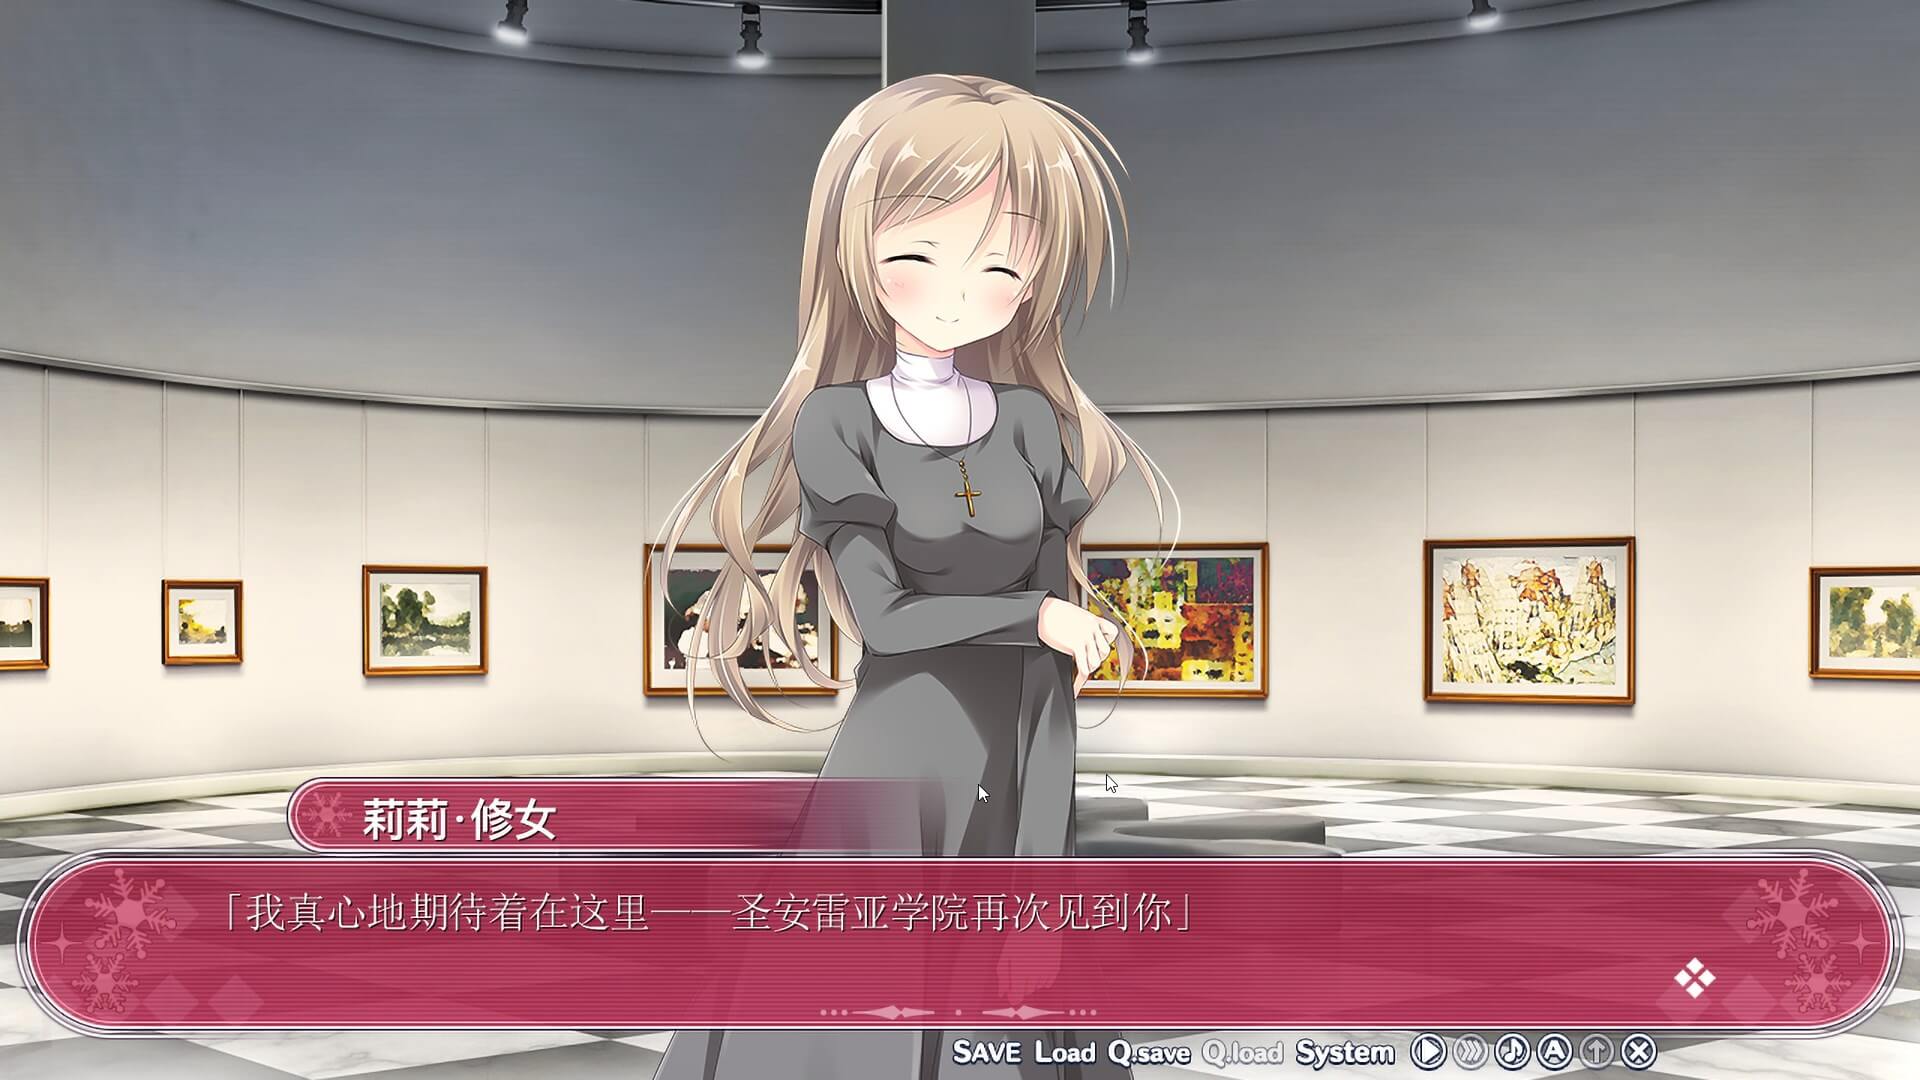 莉莉·修女
「我真心地期待着在这里——圣安雷亚学院再次见到你」
SAVE Load Q.save Q.load System A